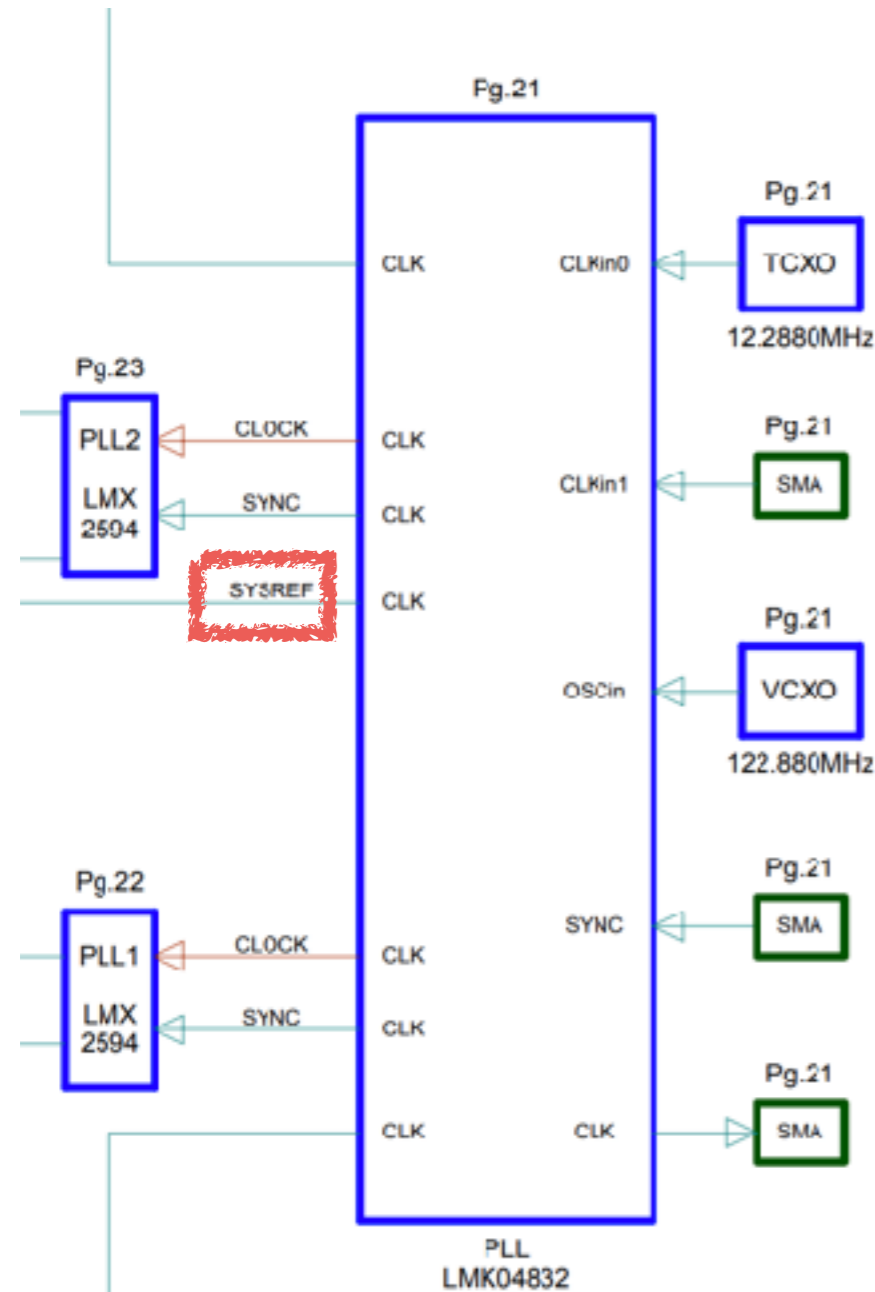 Pg.21
Pg.21
CLK
CLKin0
TCXO
12.2880MHz
Pg.23
Pg.21
PLL2
CLOCK
CLK
LMX
2594
SYNC
CLK
CLKin1
SMA
SYSREF
CLK
Pg.21
OSCin
VCXO
122.880MHz
Pg.22
Pg.21
PLL1
CLOCK
CLK
SYNC
SMA
LMX
2594
SYNC
CLK
Pg.21
CLK
CLK
SMA
PLL
LMK04832